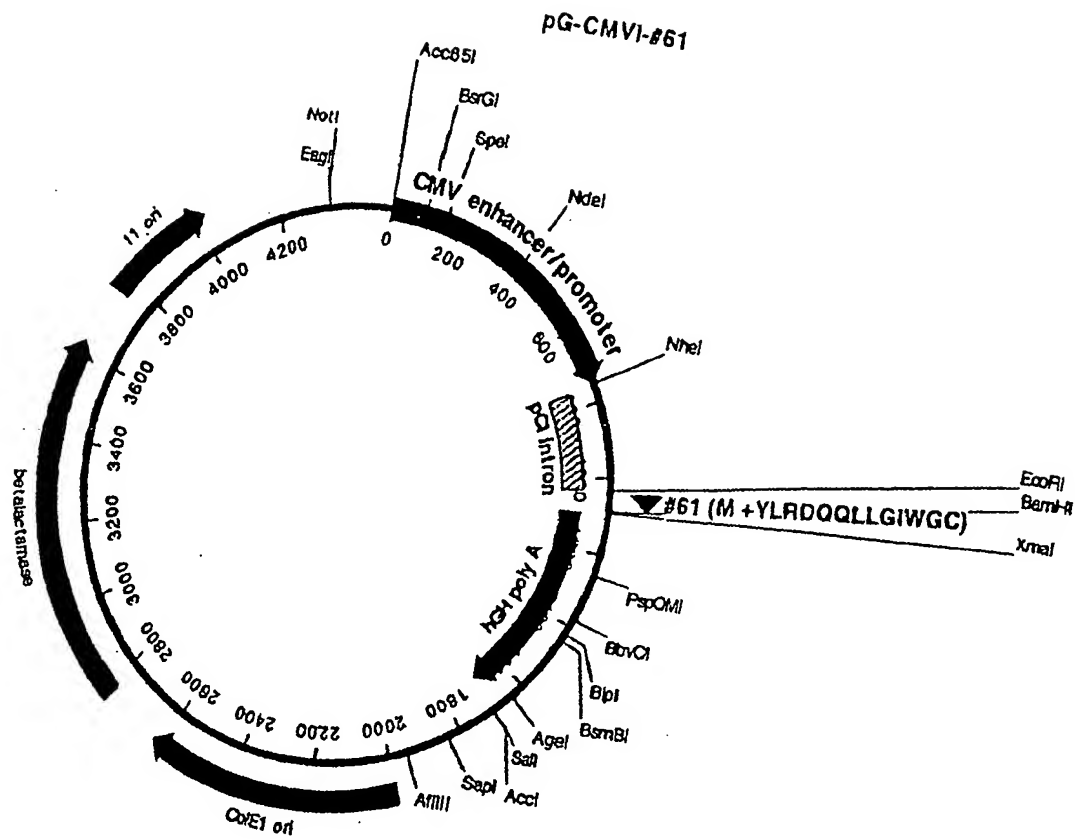 pG-CMVI-#61
Acc65I
BsrGI
SpeI
NotI
EagI
CMV enhancer/promoter
NdeI
NheI
pCI Intron
EcoRI
BamHI
#61 (M +YLRDQQLLGIWGC)
XmaI
PspOMI
BbvCI
BlpI
BsmBI
hGH poly A
AgeI
SalI
AccI
SapI
AflIII
ColE1 ori
betalactamase
f1 ori
0
200
400
600
1800
2000
2200
2400
2600
2800
3000
3200
3400
3600
3800
4000
4200